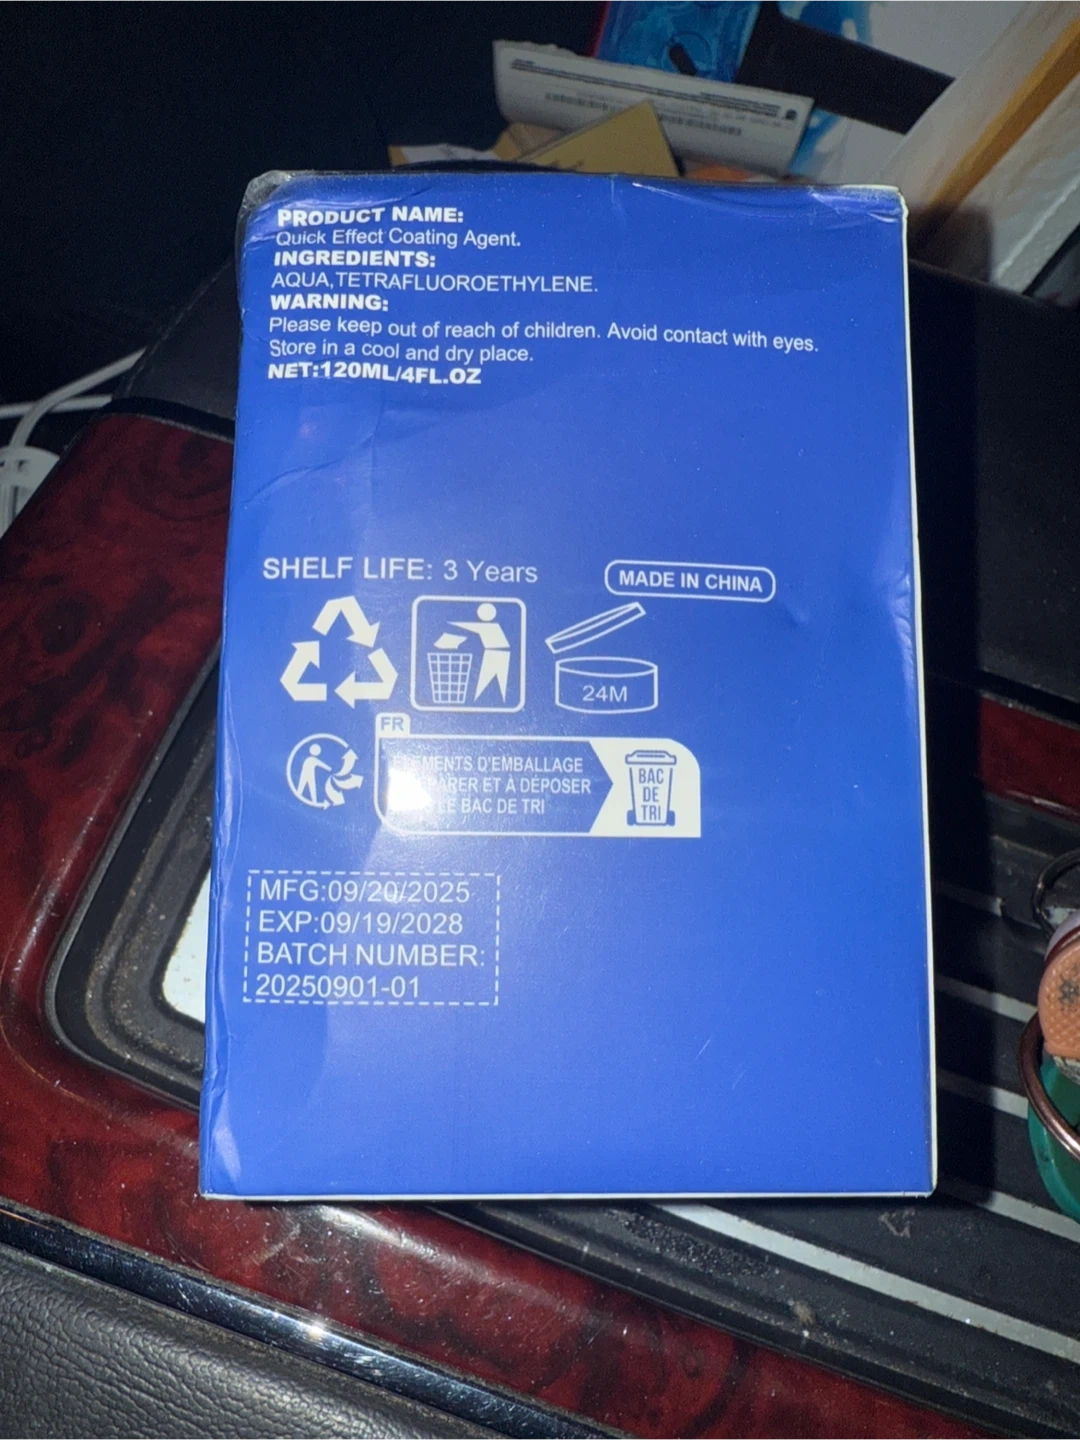 PRODUCT NAME:
Quick Effect Coating Agent.
INGREDIENTS:
AQUA,TETRAFLUOROETHYLENE.
WARNING:
Please keep out of reach of children. Avoid contact with eyes.
Store in a cool and dry place.
NET:120ML/4FL.OZ
SHELF LIFE: 3 Years
MADE IN CHINA
24M
FR
D'EMBALLAGE
ET À DÉPOSER
BAC DE TRI
BAC
DE
TRI
MFG:09/20/2025
EXP:09/19/2028
BATCH NUMBER:
20250901-01